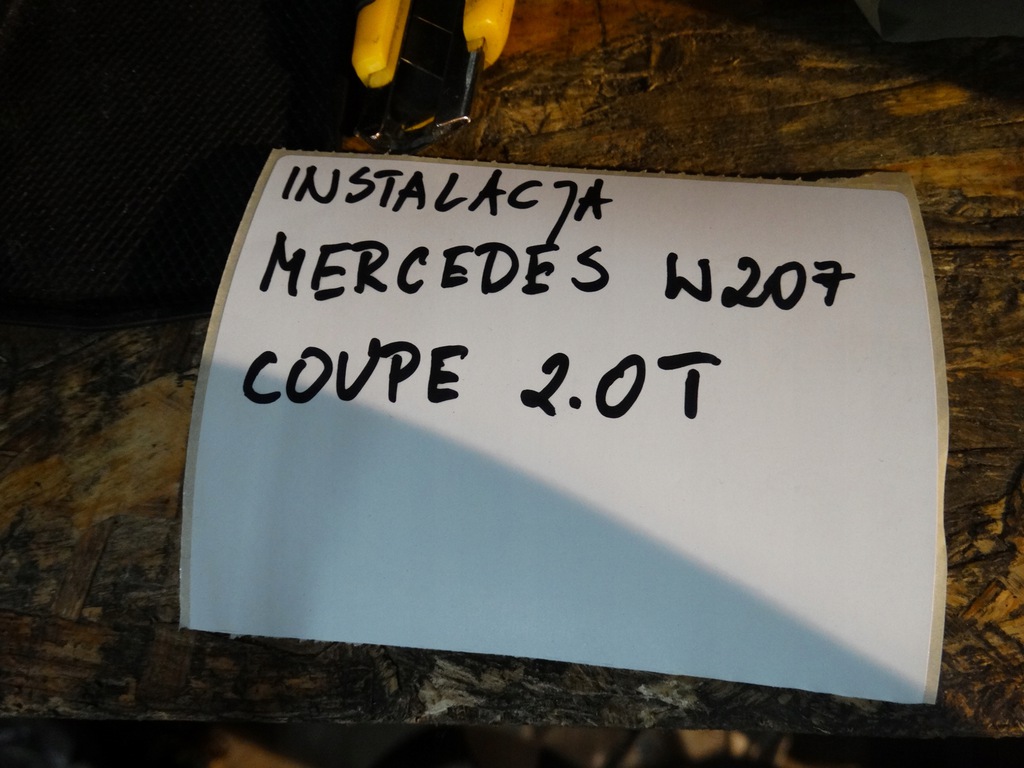 INSTALACJA
MERCEDES W207
COUPE 2.0T